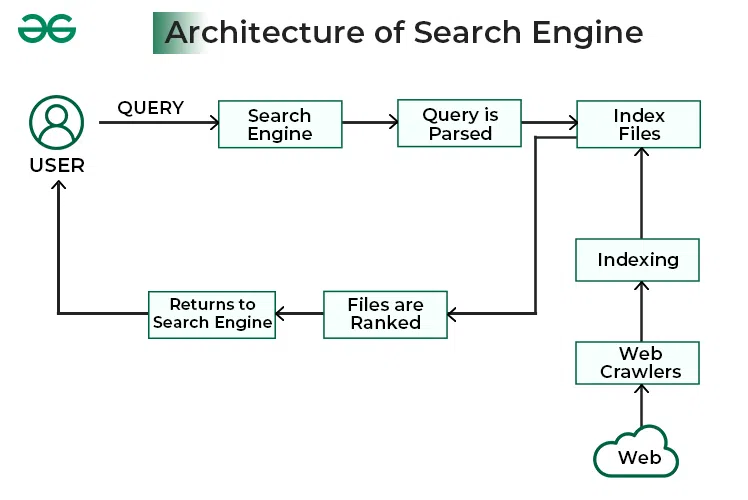 Architecture of Search Engine
QUERY
USER
Search
Engine
Query is
Parsed
Index
Files
Indexing
Web
Crawlers
Web
Files are
Ranked
Returns to
Search Engine